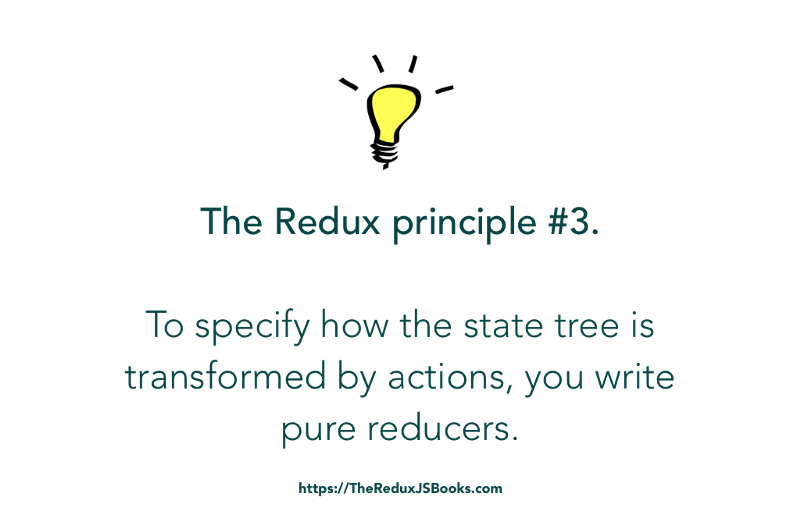 The Redux principle #3.
To specify how the state tree is
transformed by actions, you write
pure reducers.
https://TheReduxJSBooks.com